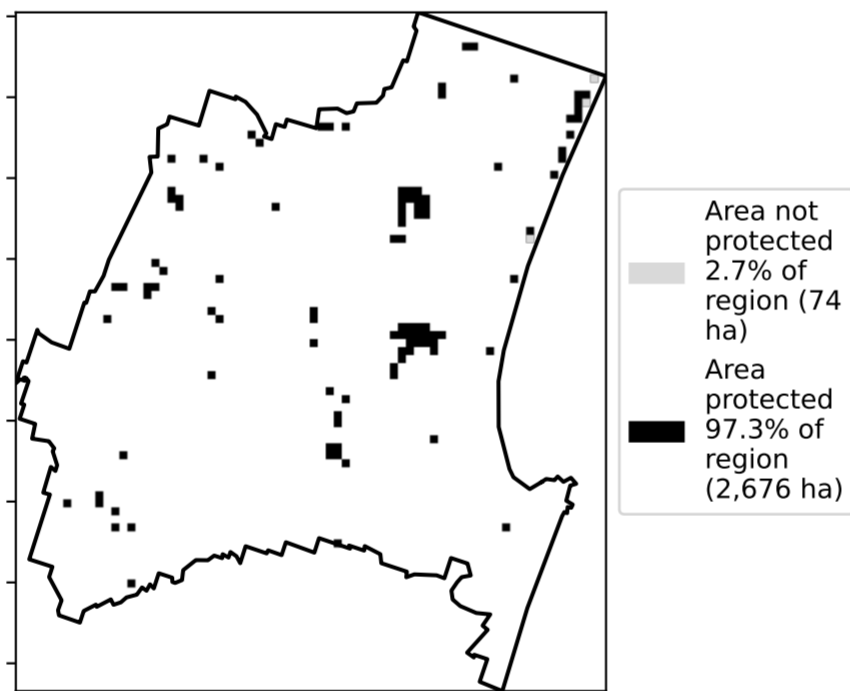 Area not
protected
2.7% of
region (74
ha)
Area
protected
97.3% of
region
(2,676 ha)